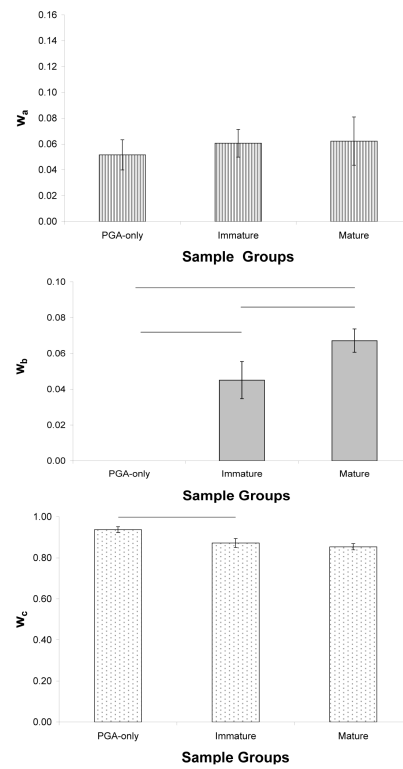 0.16
0.14
0.12
0.10
0.08
0.06
0.04
0.02
0.00
wa
PGA-only Immature Mature
Sample Groups
0.10
0.08
0.06
0.04
0.02
0.00
wb
PGA-only Immature Mature
Sample Groups
1.00
0.80
0.60
0.40
0.20
0.00
wc
PGA-only Immature Mature
Sample Groups